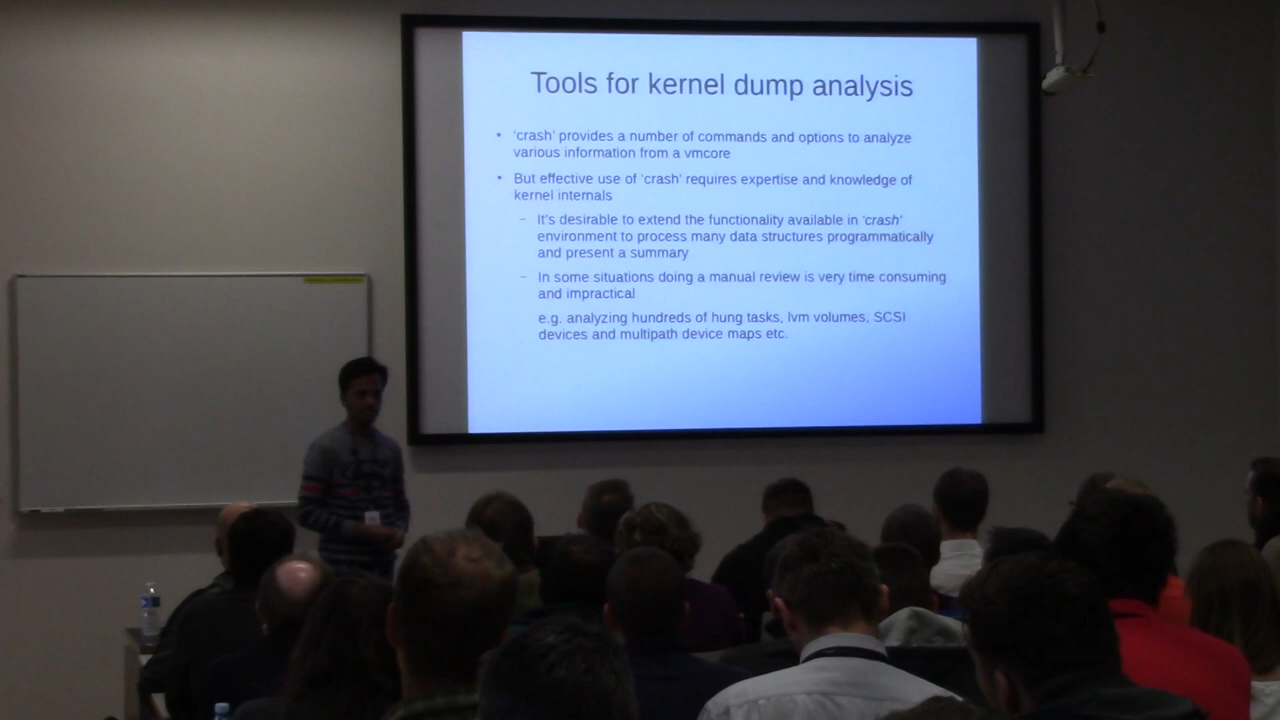 Tools for kernel dump analysis
• 'crash' provides a number of commands and options to analyze
various information from a vmcore
• But effective use of 'crash' requires expertise and knowledge of
kernel internals
– It's desirable to extend the functionality available in 'crash'
environment to process many data structures programmatically
and present a summary
– In some situations doing a manual review is very time consuming
and impractical
e.g. analyzing hundreds of hung tasks, lvm volumes, SCSI
devices and multipath device maps etc.